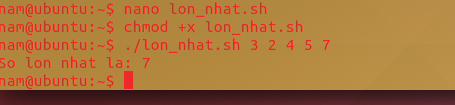 nam@ubuntu:~$ nano lon_nhat.sh
nam@ubuntu:~$ chmod +x lon_nhat.sh
nam@ubuntu:~$ ./lon_nhat.sh 3 2 4 5 7
So lon nhat la: 7
nam@ubuntu:~$